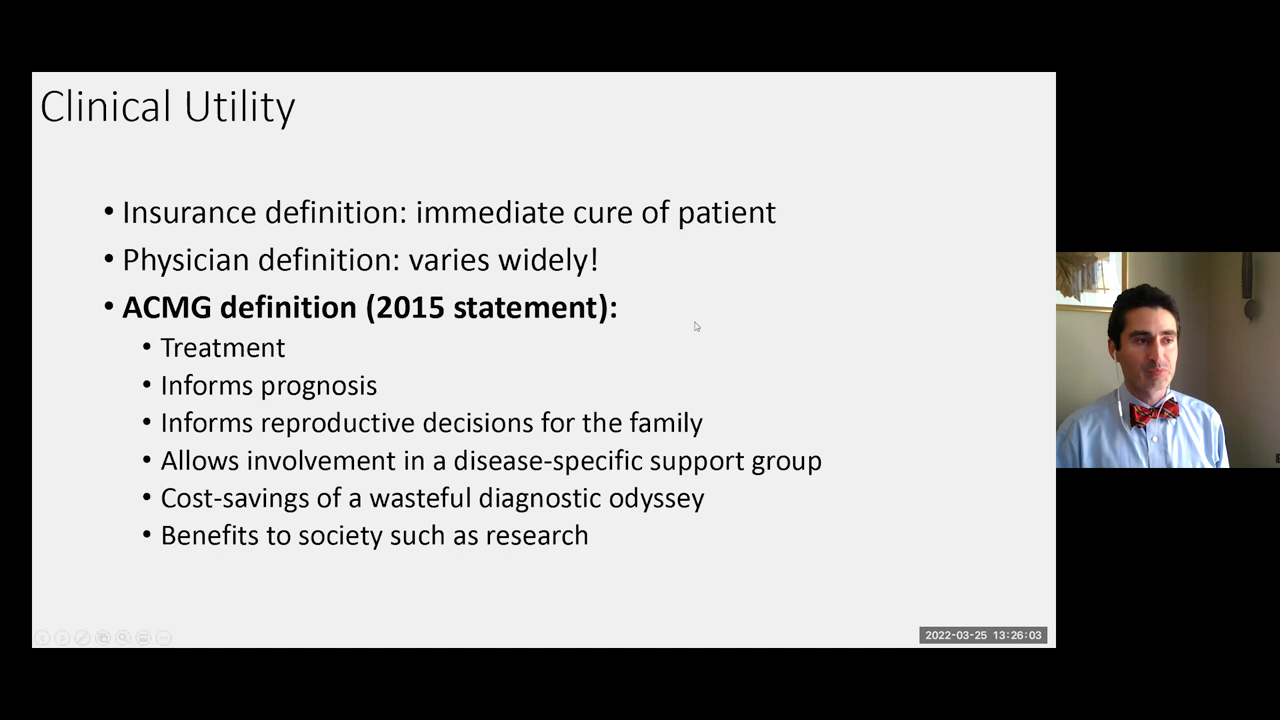 Clinical Utility
• Insurance definition: immediate cure of patient
• Physician definition: varies widely!
• ACMG definition (2015 statement):
• Treatment
• Informs prognosis
• Informs reproductive decisions for the family
• Allows involvement in a disease-specific support group
• Cost-savings of a wasteful diagnostic odyssey
• Benefits to society such as research
2022-03-25 13:26:03